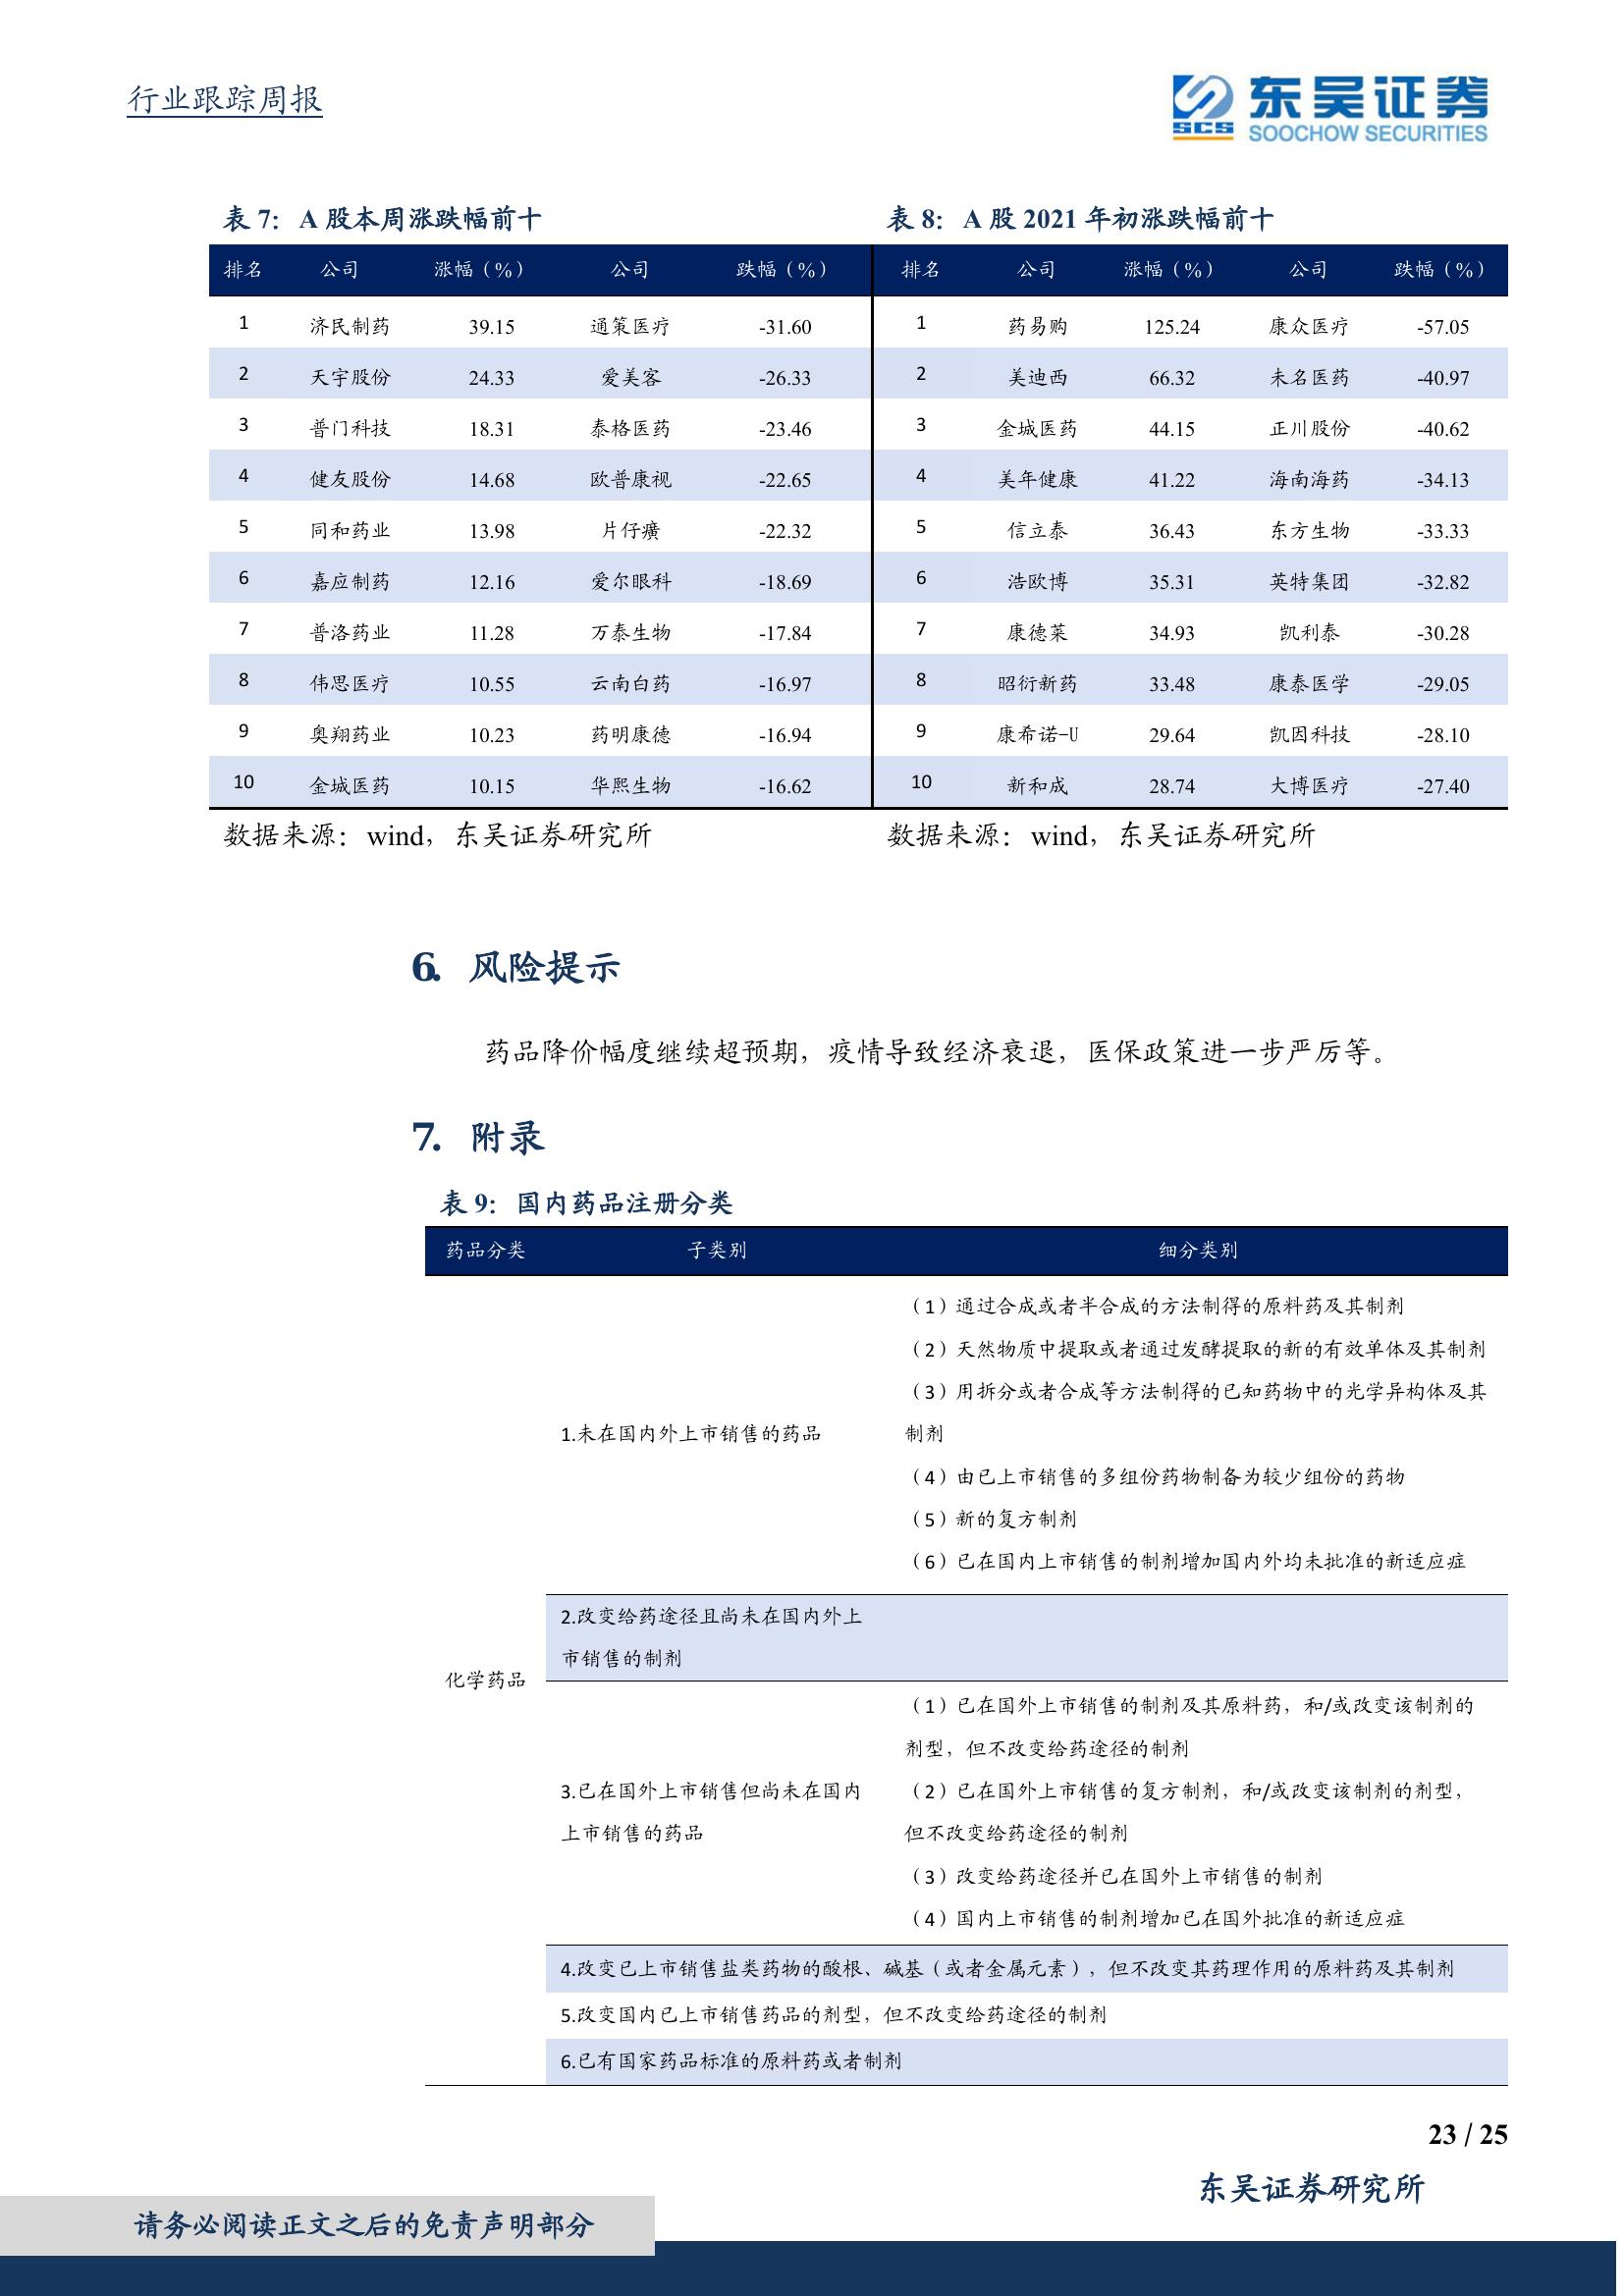 行业跟踪周报
SCS 东吴证券
SOOCHOW SECURITIES
表 7： A 股本周涨跌幅前十
排名 公司 涨幅（%） 公司 跌幅（%）
1 济民制药 39.15 通策医疗 -31.60
2 天宇股份 24.33 爱美客 -26.33
3 普门科技 18.31 泰格医药 -23.46
4 健友股份 14.68 欧普康视 -22.65
5 同和药业 13.98 片仔癀 -22.32
6 嘉应制药 12.16 爱尔眼科 -18.69
7 普洛药业 11.28 万泰生物 -17.84
8 伟思医疗 10.55 云南白药 -16.97
9 奥翔药业 10.23 药明康德 -16.94
10 金城医药 10.15 华熙生物 -16.62
数据来源：wind，东吴证券研究所
表 8： A 股 2021 年初涨跌幅前十
排名 公司 涨幅（%） 公司 跌幅（%）
1 药易购 125.24 康众医疗 -57.05
2 美迪西 66.32 未名医药 -40.97
3 金城医药 44.15 正川股份 -40.62
4 美年健康 41.22 海南海药 -34.13
5 信立泰 36.43 东方生物 -33.33
6 浩欧博 35.31 英特集团 -32.82
7 康德莱 34.93 凯利泰 -30.28
8 昭衍新药 33.48 康泰医学 -29.05
9 康希诺-U 29.64 凯因科技 -28.10
10 新和成 28.74 大博医疗 -27.40
数据来源：wind，东吴证券研究所
6. 风险提示
药品降价幅度继续超预期，疫情导致经济衰退，医保政策进一步严厉等。
7. 附录
表 9： 国内药品注册分类
药品分类 子类别 细分类别
化学药品
1.未在国内外上市销售的药品
（1）通过合成或者半合成的方法制得的原料药及其制剂
（2）天然物质中提取或者通过发酵提取的新的有效单体及其制剂
（3）用拆分或者合成等方法制得的已知药物中的光学异构体及其
制剂
（4）由已上市销售的多组份药物制备为较少组份的药物
（5）新的复方制剂
（6）已在国内上市销售的制剂增加国内外均未批准的新适应症
2.改变给药途径且尚未在国内外上
市销售的制剂
3.已在国外上市销售但尚未在国内
上市销售的药品
（1）已在国外上市销售的制剂及其原料药，和/或改变该制剂的
剂型，但不改变给药途径的制剂
（2）已在国外上市销售的复方制剂，和/或改变该制剂的剂型，
但不改变给药途径的制剂
（3）改变给药途径并已在国外上市销售的制剂
（4）国内上市销售的制剂增加已在国外批准的新适应症
4.改变已上市销售盐类药物的酸根、碱基（或者金属元素），但不改变其药理作用的原料药及其制剂
5.改变国内已上市销售药品的剂型，但不改变给药途径的制剂
6.已有国家药品标准的原料药或者制剂
23 / 25
东吴证券研究所
请务必阅读正文之后的免责声明部分